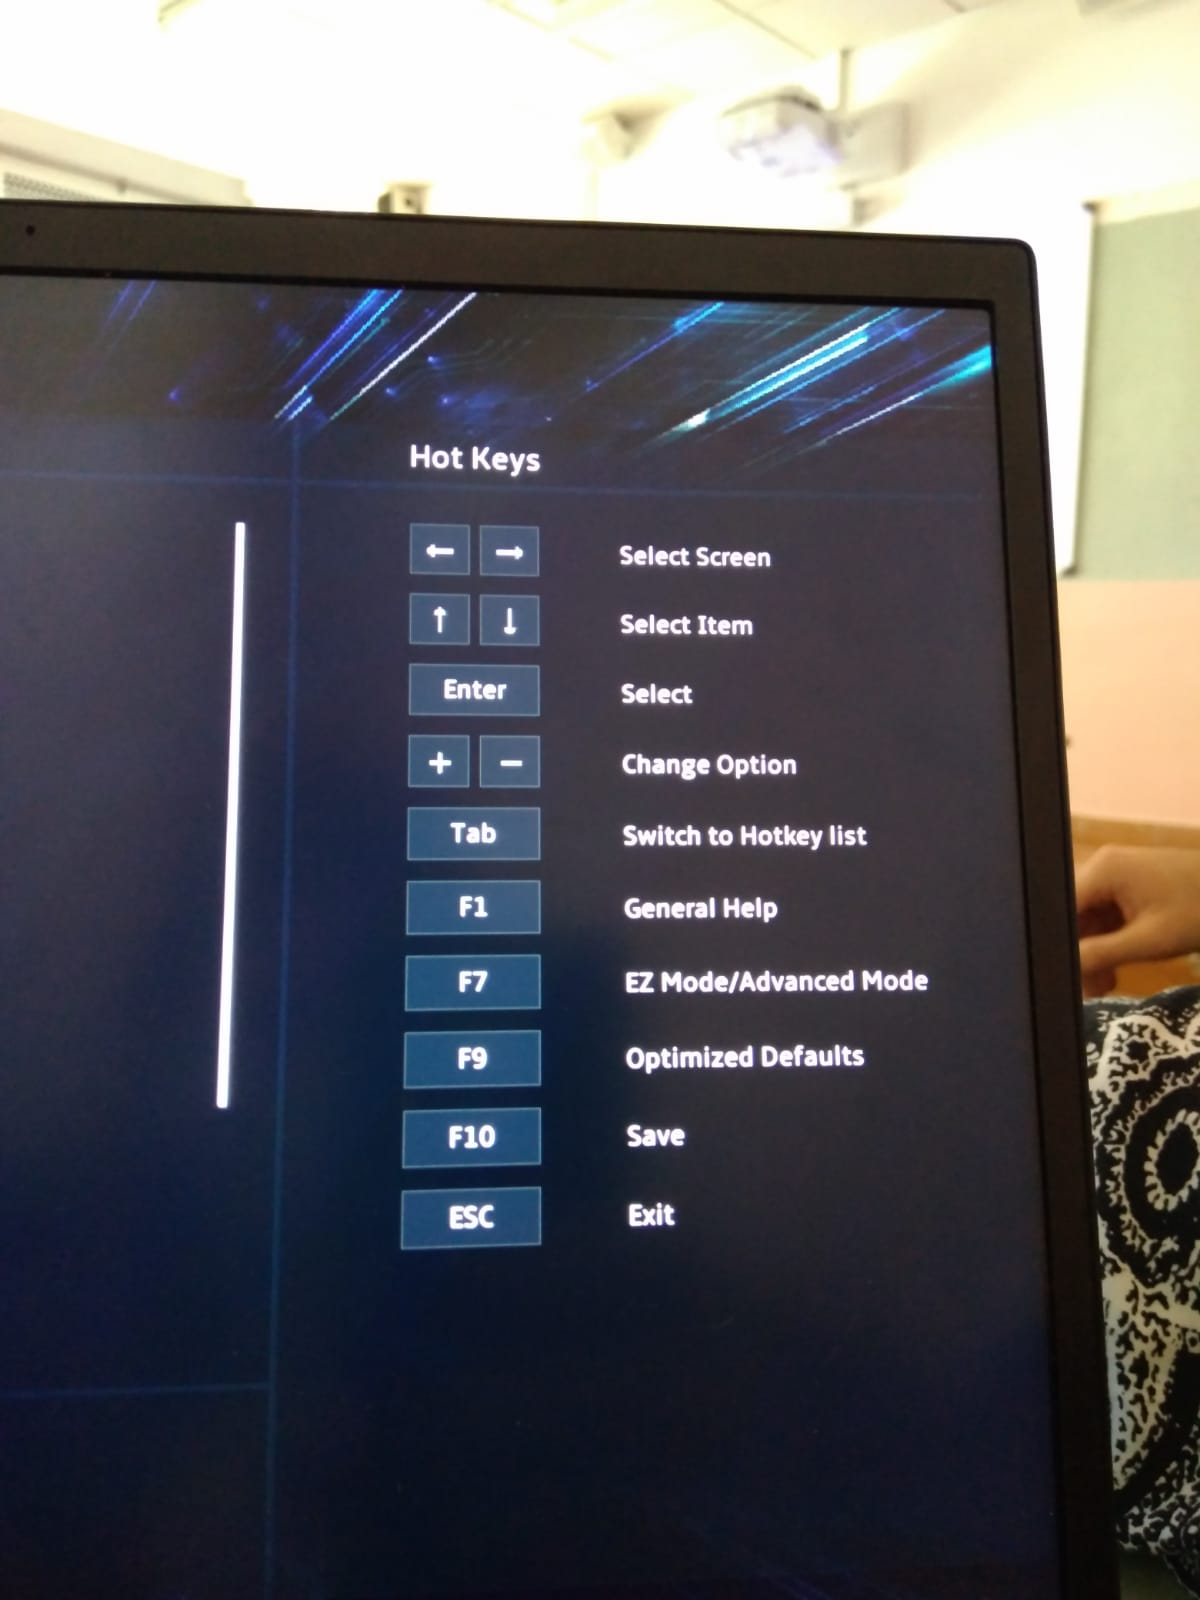 Hot Keys
← → Select Screen
↑ ↓ Select Item
Enter Select
+ − Change Option
Tab Switch to Hotkey list
F1 General Help
F7 EZ Mode/Advanced Mode
F9 Optimized Defaults
F10 Save
ESC Exit